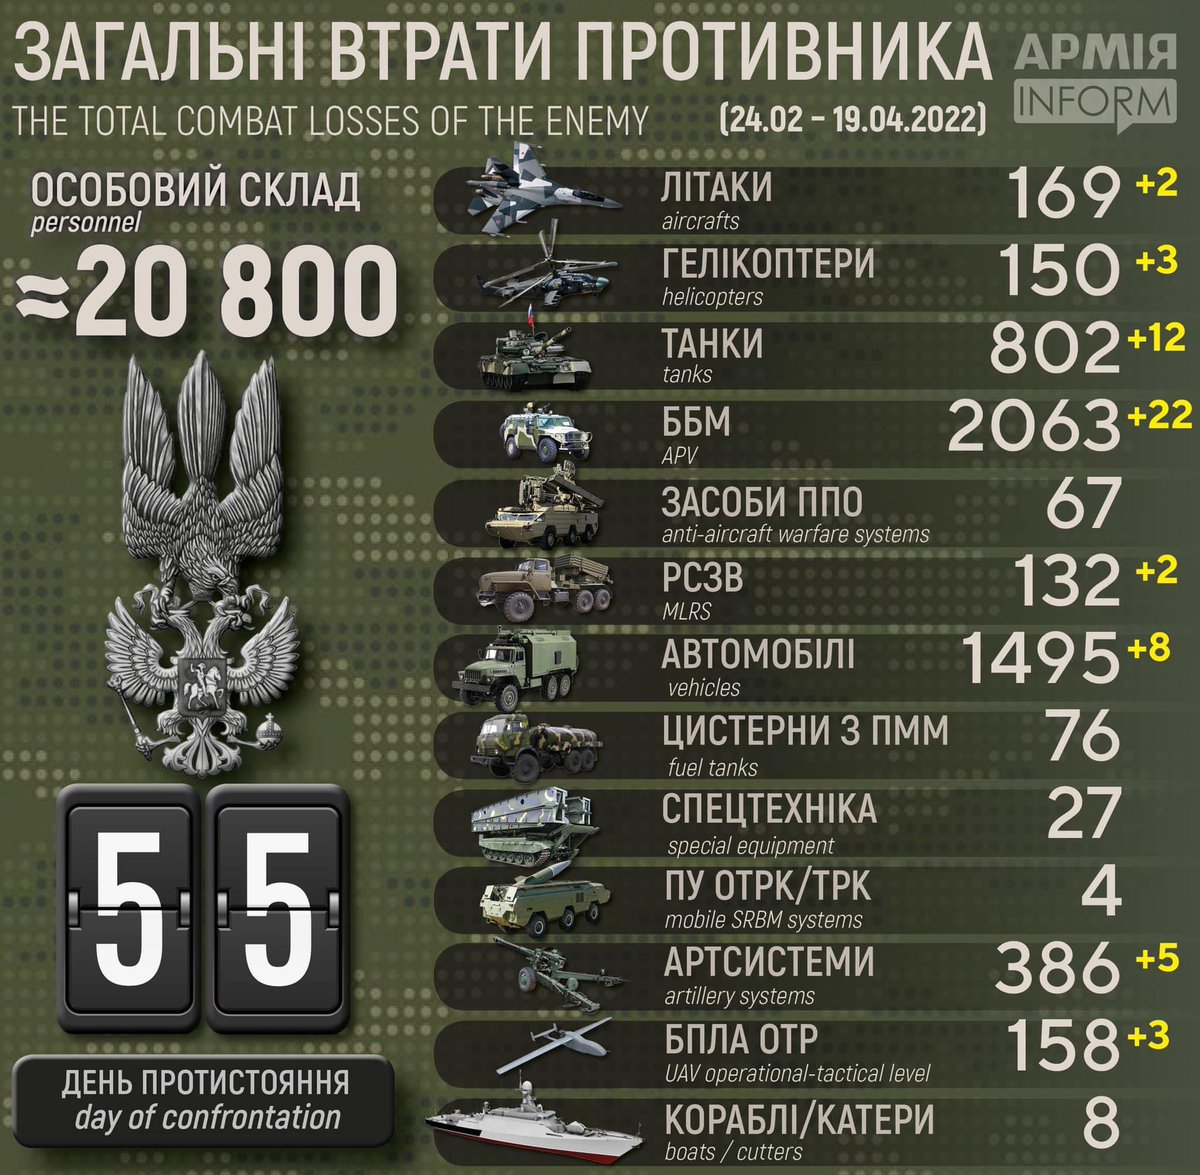 ЗАГАЛЬНІ ВТРАТИ ПРОТИВНИКА
АРМІЯ
INFORM
THE TOTAL COMBAT LOSSES OF THE ENEMY (24.02 – 19.04.2022)
ОСОБОВИЙ СКЛАД
personnel
≈20 800
ЛІТАКИ 169 +2
aircrafts
ГЕЛІКОПТЕРИ 150 +3
helicopters
ТАНКИ 802 +12
tanks
ББМ 2063 +22
APV
ЗАСОБИ ППО 67
anti-aircraft warfare systems
РСЗВ 132 +2
MLRS
АВТОМОБІЛІ 1495 +8
vehicles
ЦИСТЕРНИ З ПММ 76
fuel tanks
СПЕЦТЕХНІКА 27
special equipment
ПУ ОТРК/ТРК 4
mobile SRBM systems
АРТСИСТЕМИ 386 +5
artillery systems
БПЛА ОТР 158 +3
UAV operational-tactical level
КОРАБЛІ/КАТЕРИ 8
boats / cutters
55
ДЕНЬ ПРОТИСТОЯННЯ
day of confrontation